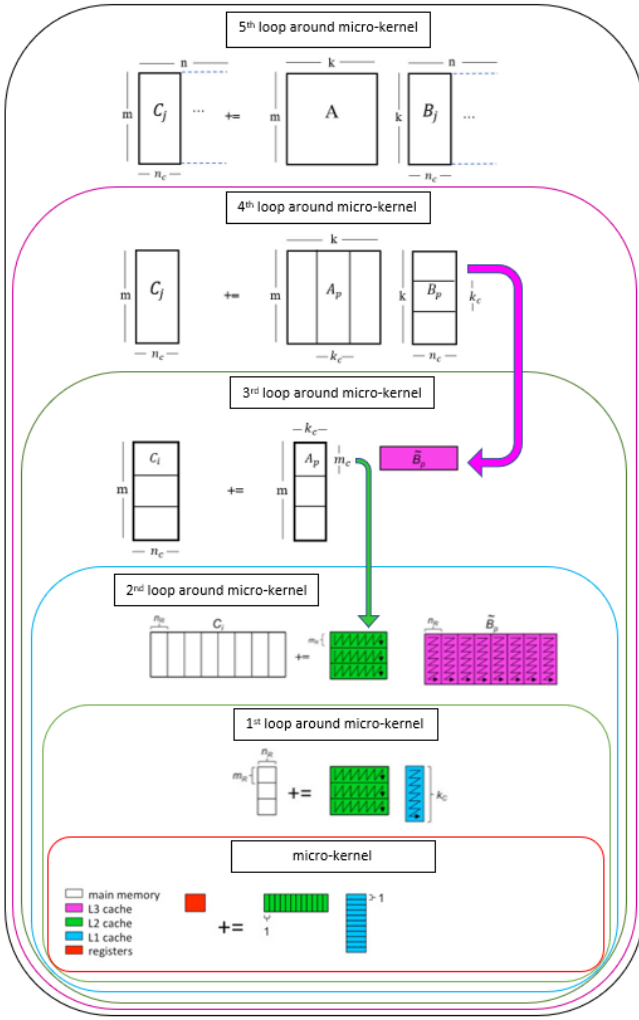 5th loop around micro-kernel
n k n
m Cj ... += m A k Bj ...
nc nc
4th loop around micro-kernel
k
m Cj += m Ap k Bp kc
nc kc nc
3rd loop around micro-kernel
kc
Ci Ap mc B̃p
m += m
nc
2nd loop around micro-kernel
nR Ci nR B̃p
+= mR
1st loop around micro-kernel
nR
mR += kC
micro-kernel
main memory
L3 cache
L2 cache
L1 cache
registers
+=
1
1